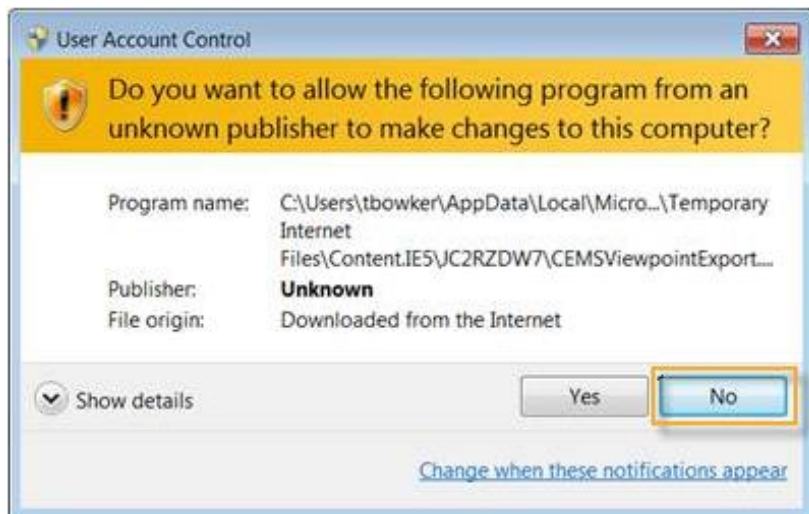 User Account Control
Do you want to allow the following program from an
unknown publisher to make changes to this computer?
Program name: C:\Users\tbowker\AppData\Local\Micro...\Temporary
Internet
Files\Content.IE5\JC2RZDW7\CEMSViewpointExport....
Publisher: Unknown
File origin: Downloaded from the Internet
Show details Yes No
Change when these notifications appear